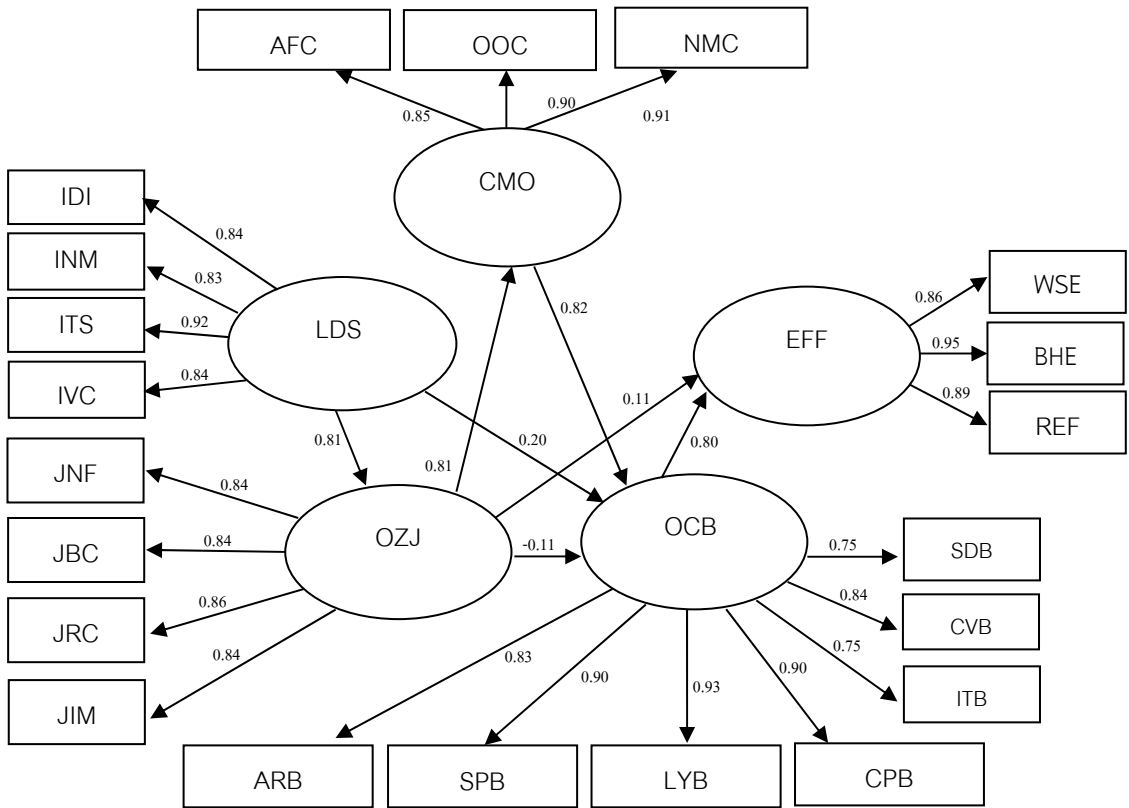 AFC
OOC
NMC
0.85
0.90
0.91
CMO
IDI
INM
ITS
IVC
0.84
0.83
0.92
0.84
LDS
0.82
EFF
0.86
0.95
0.89
WSE
BHE
REF
0.81
0.81
0.20
0.11
0.80
JNF
JBC
JRC
JIM
0.84
0.84
0.86
0.84
OZJ
-0.11
OCB
0.75
0.84
0.75
SDB
CVB
ITB
0.83
0.90
0.93
0.90
ARB
SPB
LYB
CPB